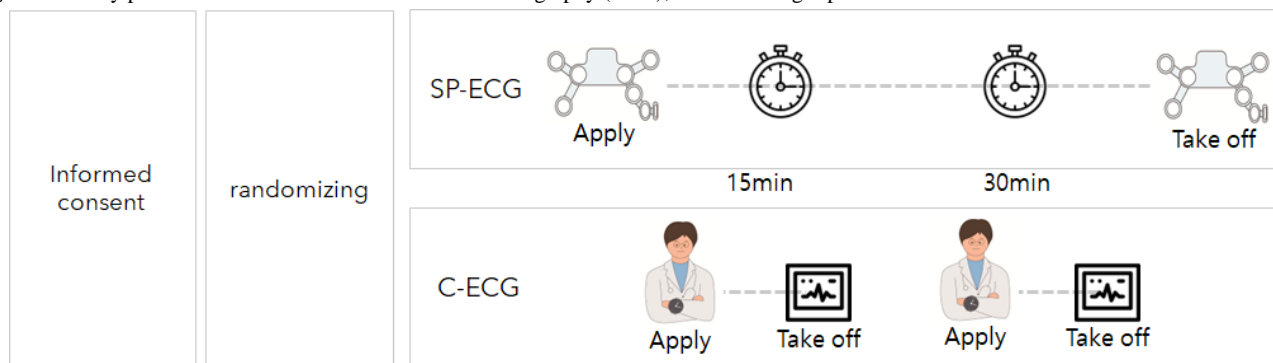 SP-ECG
Apply
Take off
15min
30min
Informed
consent
randomizing
C-ECG
Apply
Take off
Apply
Take off